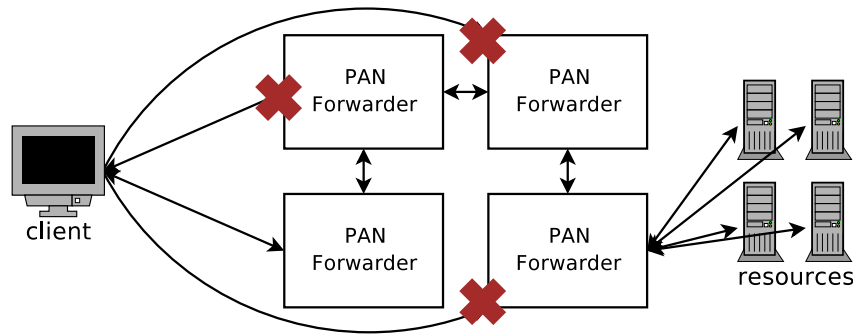 PAN
Forwarder
PAN
Forwarder
client
PAN
Forwarder
PAN
Forwarder
resources